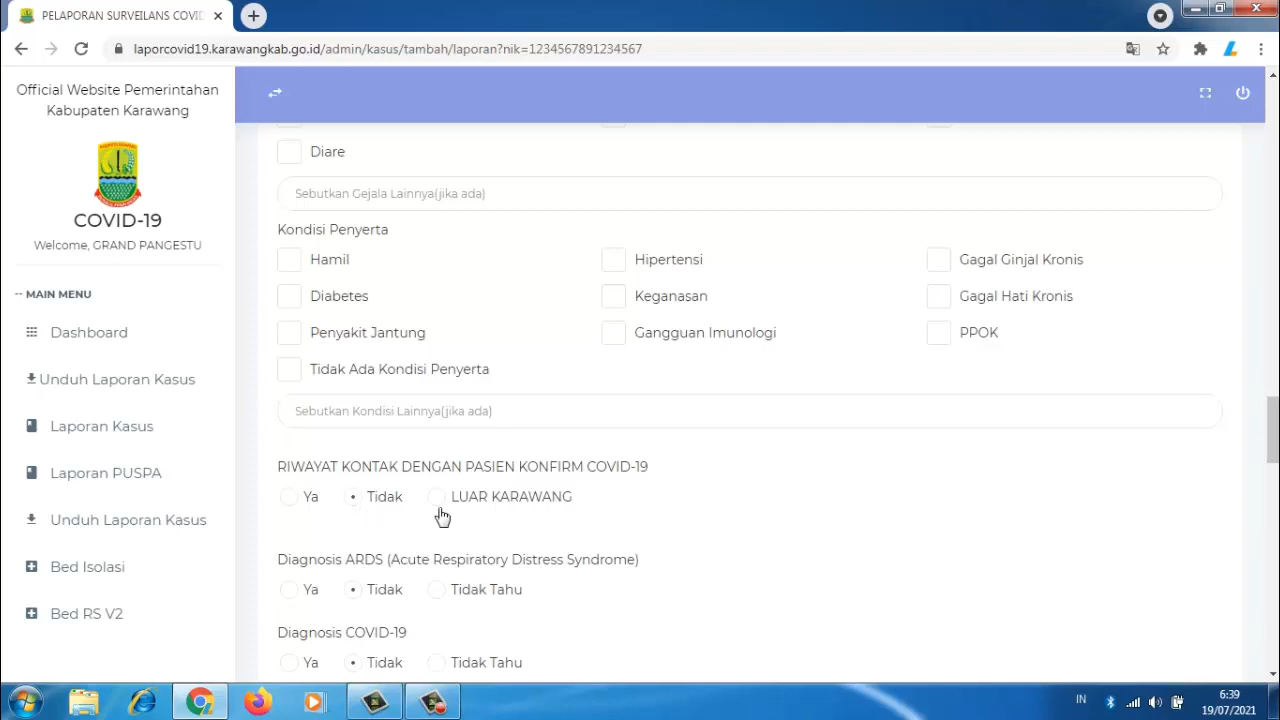 PELAPORAN SURVEILANS COVID
laporcovid19.karawangkab.go.id/admin/kasus/tambah/laporan?nik=1234567891234567
Official Website Pemerintahan
Kabupaten Karawang
COVID-19
Welcome, GRAND PANGESTU
-- MAIN MENU
Dashboard
Unduh Laporan Kasus
Laporan Kasus
Laporan PUSPA
Unduh Laporan Kasus
Bed Isolasi
Bed RS V2
Diare
Sebutkan Gejala Lainnya(jika ada)
Kondisi Penyerta
Hamil Hipertensi Gagal Ginjal Kronis
Diabetes Keganasan Gagal Hati Kronis
Penyakit Jantung Gangguan Imunologi PPOK
Tidak Ada Kondisi Penyerta
Sebutkan Kondisi Lainnya(jika ada)
RIWAYAT KONTAK DENGAN PASIEN KONFIRM COVID-19
Ya Tidak LUAR KARAWANG
Diagnosis ARDS (Acute Respiratory Distress Syndrome)
Ya Tidak Tidak Tahu
Diagnosis COVID-19
Ya Tidak Tidak Tahu
IN
6:39
19/07/2021